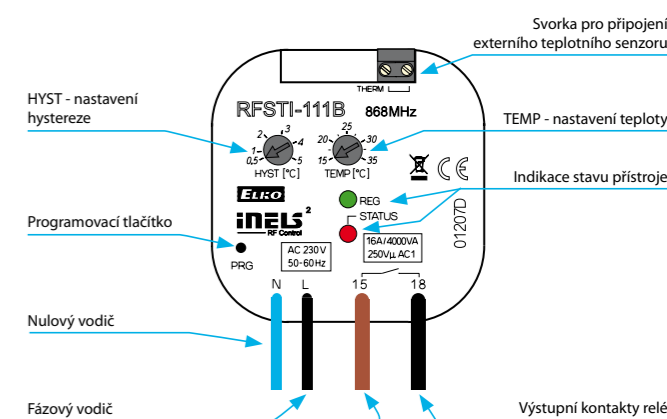 Svorka pro připojení
externího teplotního senzoru
THERM
RFSTI-111B 868MHz
HYST - nastavení
hystereze
0,5 1 2 3 4 5
HYST [°C]
15 20 25 30 35
TEMP [°C]
TEMP - nastavení teploty
CE
Indikace stavu přístroje
ELKO
iNELS²
RF Control
REG
STATUS
01207D
Programovací tlačítko
PRG
AC 230V
50-60Hz
16A/4000VA
250Vµ AC1
N L 15 18
Nulový vodič
Fázový vodič
Výstupní kontakty relé